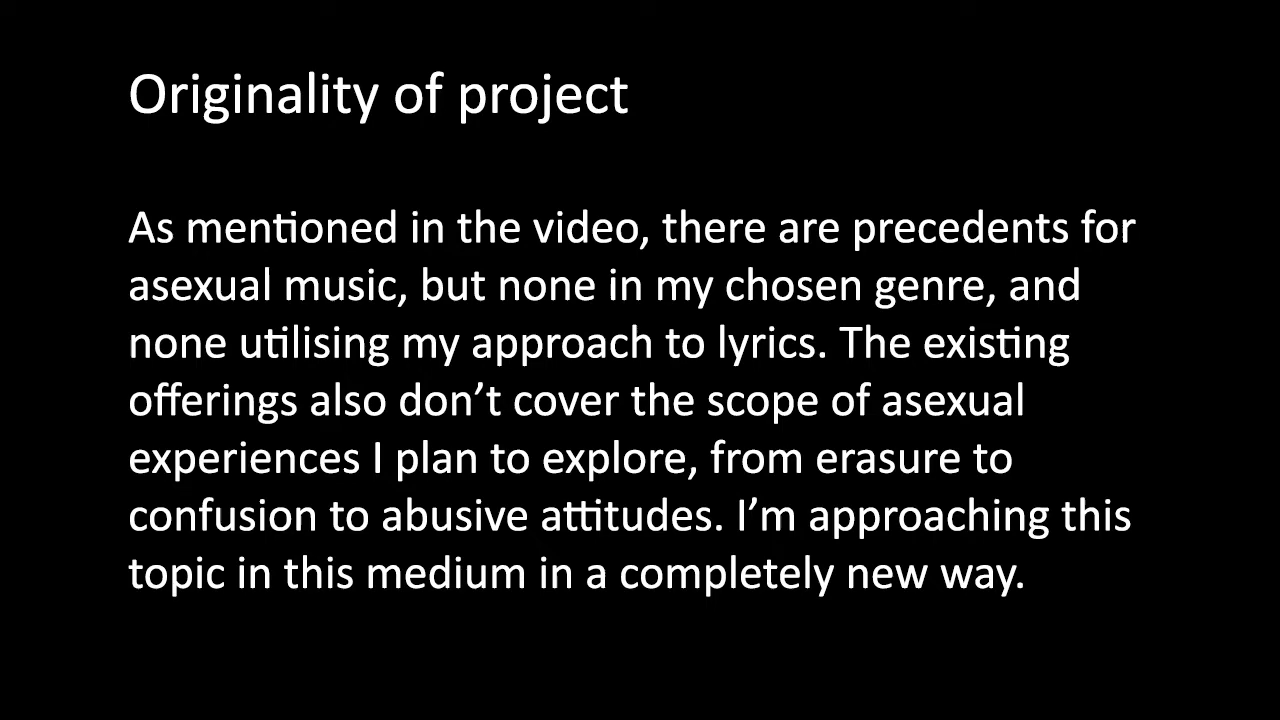 Originality of project
As mentioned in the video, there are precedents for
asexual music, but none in my chosen genre, and
none utilising my approach to lyrics. The existing
offerings also don’t cover the scope of asexual
experiences I plan to explore, from erasure to
confusion to abusive attitudes. I’m approaching this
topic in this medium in a completely new way.